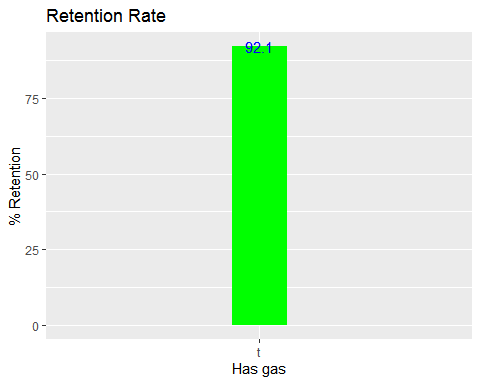 Retention Rate
% Retention
92.1
75
50
25
0
t
Has gas